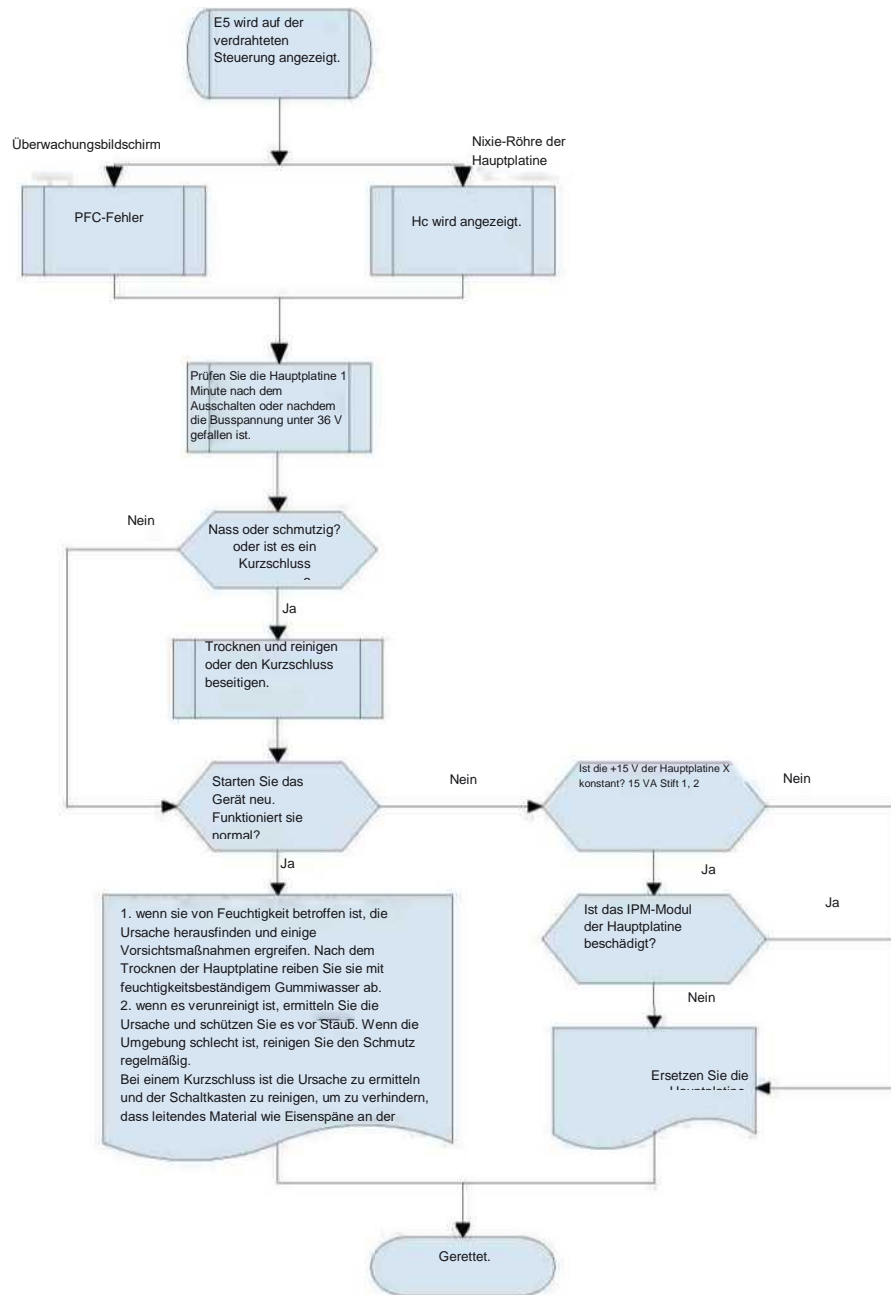 E5 wird auf der
verdrahteten
Steuerung angezeigt.
Überwachungsbildschirm
Nixie-Röhre der
Hauptplatine
PFC-Fehler
Hc wird angezeigt.
Prüfen Sie die Hauptplatine 1
Minute nach dem
Ausschalten oder nachdem
die Busspannung unter 36 V
gefallen ist.
Nein
Nass oder schmutzig?
oder ist es ein
Kurzschluss
Ja
Trocknen und reinigen
oder den Kurzschluss
beseitigen.
Starten Sie das
Gerät neu.
Funktioniert sie
normal?
Nein
Ist die +15 V der Hauptplatine X
konstant? 15 VA Stift 1, 2
Nein
Ja
Ja
1. wenn sie von Feuchtigkeit betroffen ist, die
Ursache herausfinden und einige
Vorsichtsmaßnahmen ergreifen. Nach dem
Trocknen der Hauptplatine reiben Sie sie mit
feuchtigkeitsbeständigem Gummiwasser ab.
2. wenn es verunreinigt ist, ermitteln Sie die
Ursache und schützen Sie es vor Staub. Wenn die
Umgebung schlecht ist, reinigen Sie den Schmutz
regelmäßig.
Bei einem Kurzschluss ist die Ursache zu ermitteln
und der Schaltkasten zu reinigen, um zu verhindern,
dass leitendes Material wie Eisenspäne an der
Ist das IPM-Modul
der Hauptplatine
beschädigt?
Ja
Nein
Ersetzen Sie die
Hauptplatine.
Gerettet.